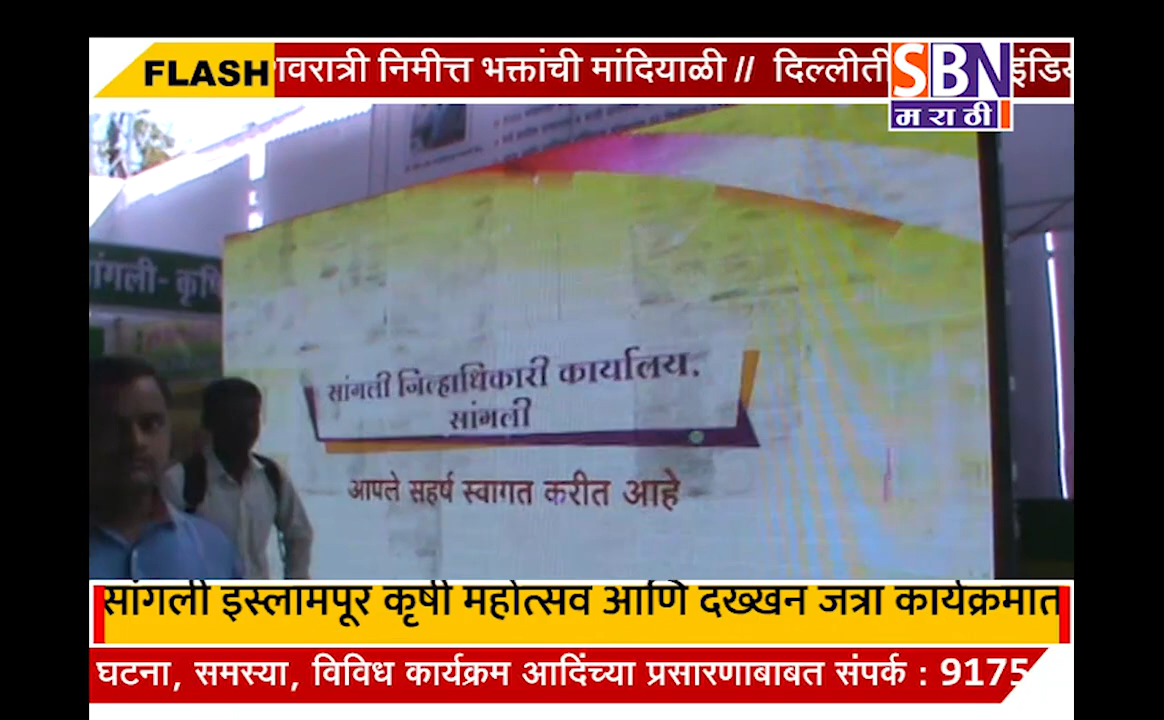 FLASH
ावरात्री निमीत्त भक्तांची मांदियाळी // दिल्लीती
इंडिय
SBN
मराठी
ांगली- कृषि
सांगली जिल्हाधिकारी कार्यालय,
सांगली
आपले सहर्ष स्वागत करीत आहे
सांगली इस्लामपूर कृषी महोत्सव आणि दख्खन जत्रा कार्यक्रमात
घटना, समस्या, विविध कार्यक्रम आदिंच्या प्रसारणाबाबत संपर्क : 9175